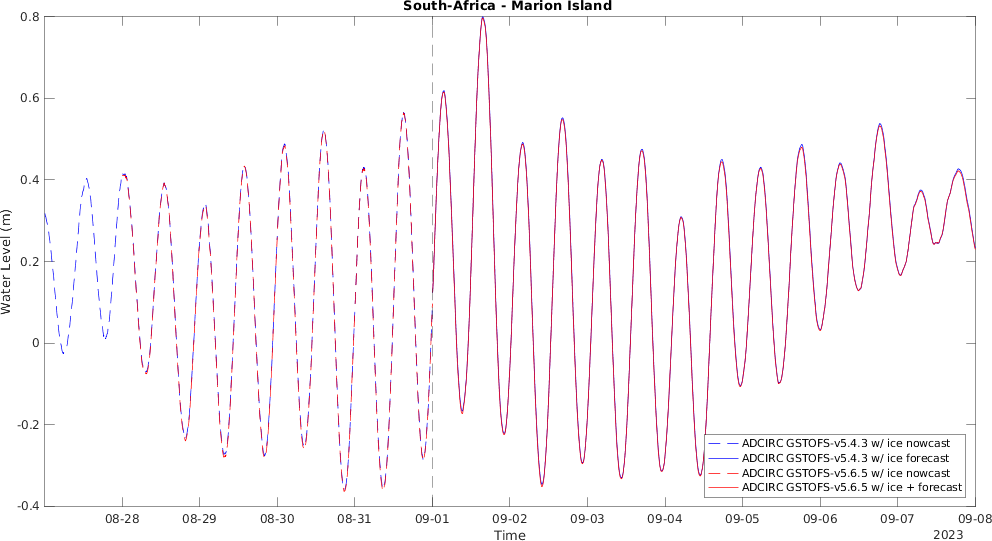 South-Africa - Marion Island
Water Level (m)
0.8
0.6
0.4
0.2
0
-0.2
-0.4
ADCIRC GSTOFS-v5.4.3 w/ ice nowcast
ADCIRC GSTOFS-v5.4.3 w/ ice forecast
ADCIRC GSTOFS-v5.6.5 w/ ice nowcast
ADCIRC GSTOFS-v5.6.5 w/ ice + forecast
08-28 08-29 08-30 08-31 09-01 09-02 09-03 09-04 09-05 09-06 09-07 09-08
Time
2023